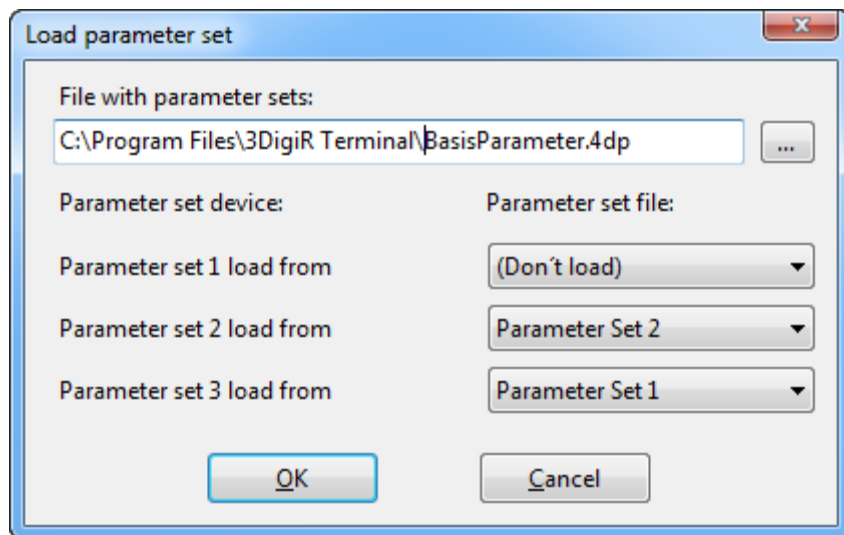 Load parameter set
File with parameter sets:
C:\Program Files\3DigiR Terminal\BasisParameter.4dp
...
Parameter set device: Parameter set file:
Parameter set 1 load from (Don´t load)
Parameter set 2 load from Parameter Set 2
Parameter set 3 load from Parameter Set 1
OK Cancel